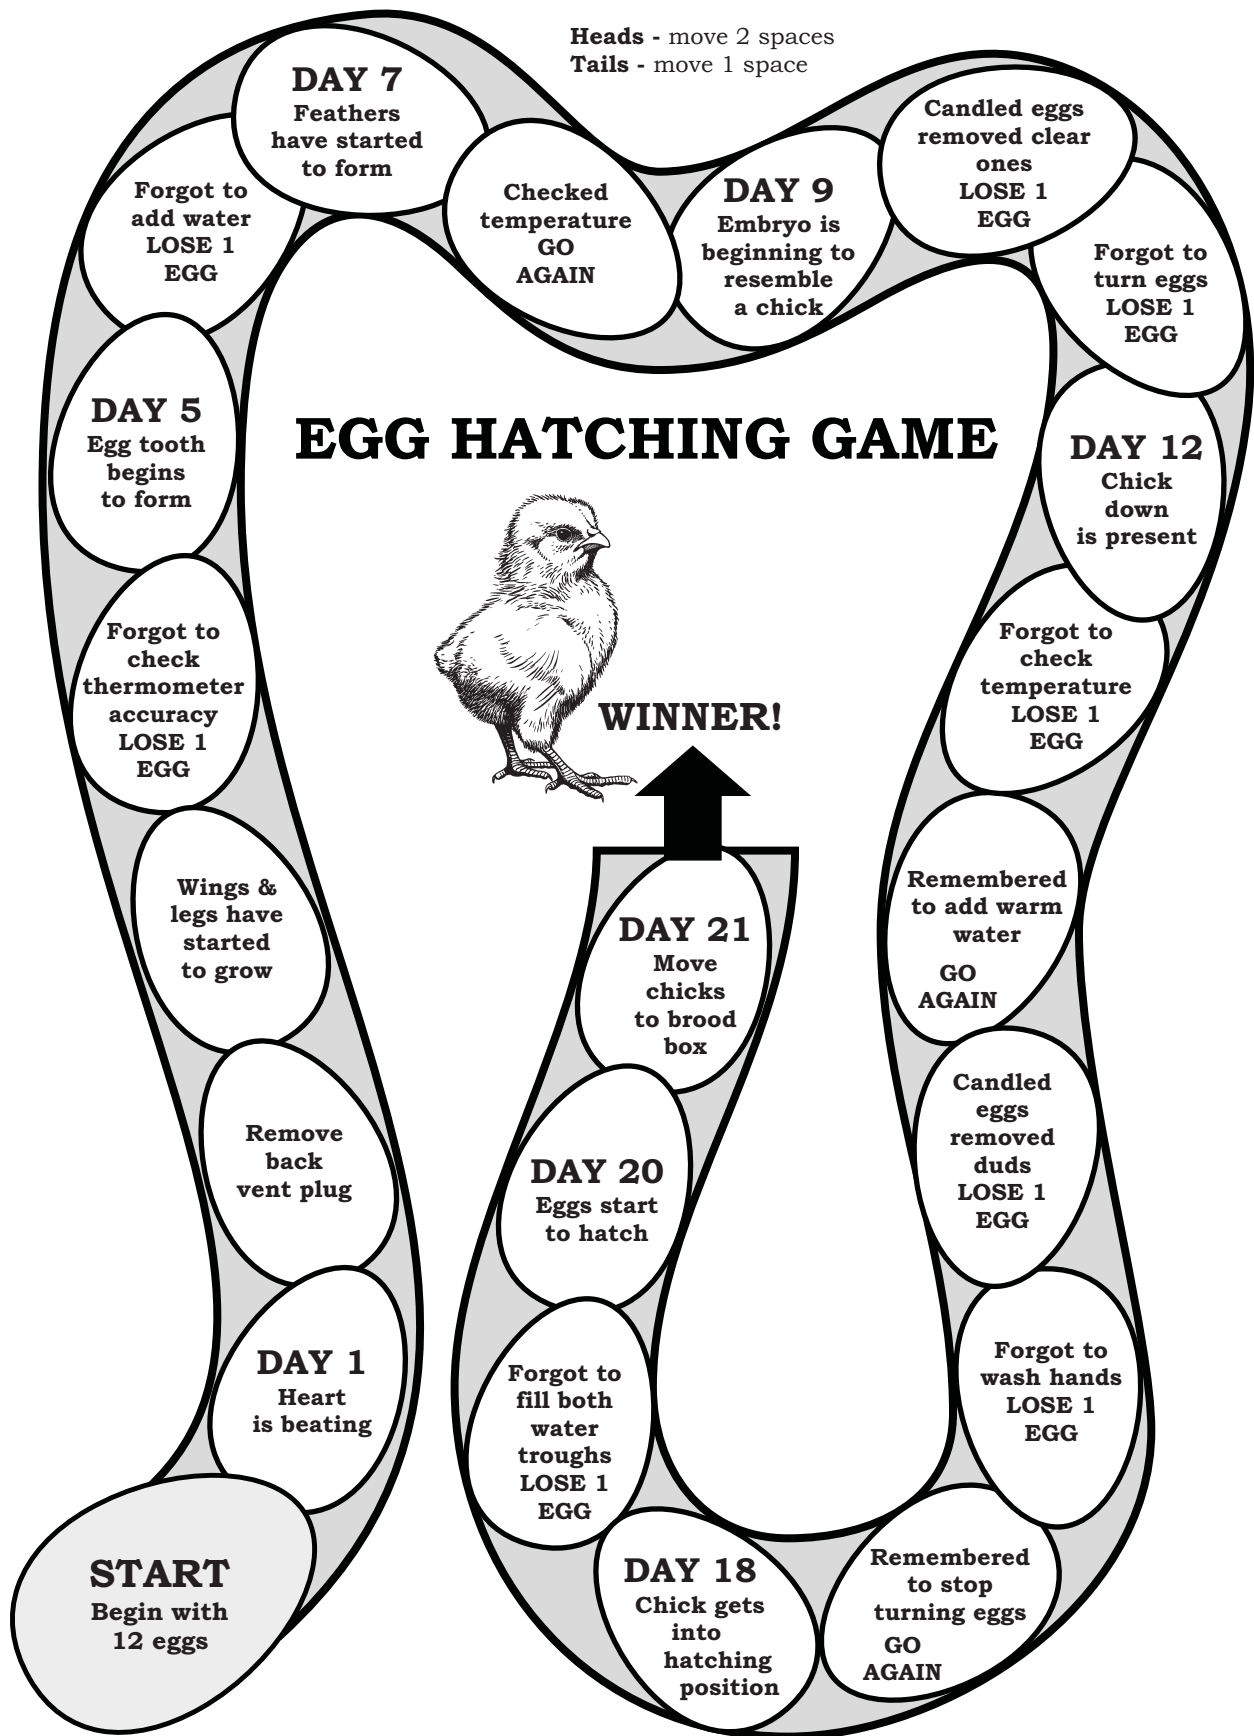 Heads - move 2 spaces
Tails - move 1 space
EGG HATCHING GAME
START
Begin with
12 eggs
DAY 1
Heart
is beating
Remove
back
vent plug
Wings &
legs have
started
to grow
Forgot to
check
thermometer
accuracy
LOSE 1
EGG
DAY 5
Egg tooth
begins
to form
Forgot to
add water
LOSE 1
EGG
DAY 7
Feathers
have started
to form
Checked
temperature
GO
AGAIN
DAY 9
Embryo is
beginning to
resemble
a chick
Candled eggs
removed clear
ones
LOSE 1
EGG
Forgot to
turn eggs
LOSE 1
EGG
DAY 12
Chick
down
is present
Forgot to
check
temperature
LOSE 1
EGG
Remembered
to add warm
water
GO
AGAIN
Candled
eggs
removed
duds
LOSE 1
EGG
Forgot to
wash hands
LOSE 1
EGG
Remembered
to stop
turning eggs
GO
AGAIN
DAY 18
Chick gets
into
hatching
position
Forgot to
fill both
water
troughs
LOSE 1
EGG
DAY 20
Eggs start
to hatch
DAY 21
Move
chicks
to brood
box
WINNER!